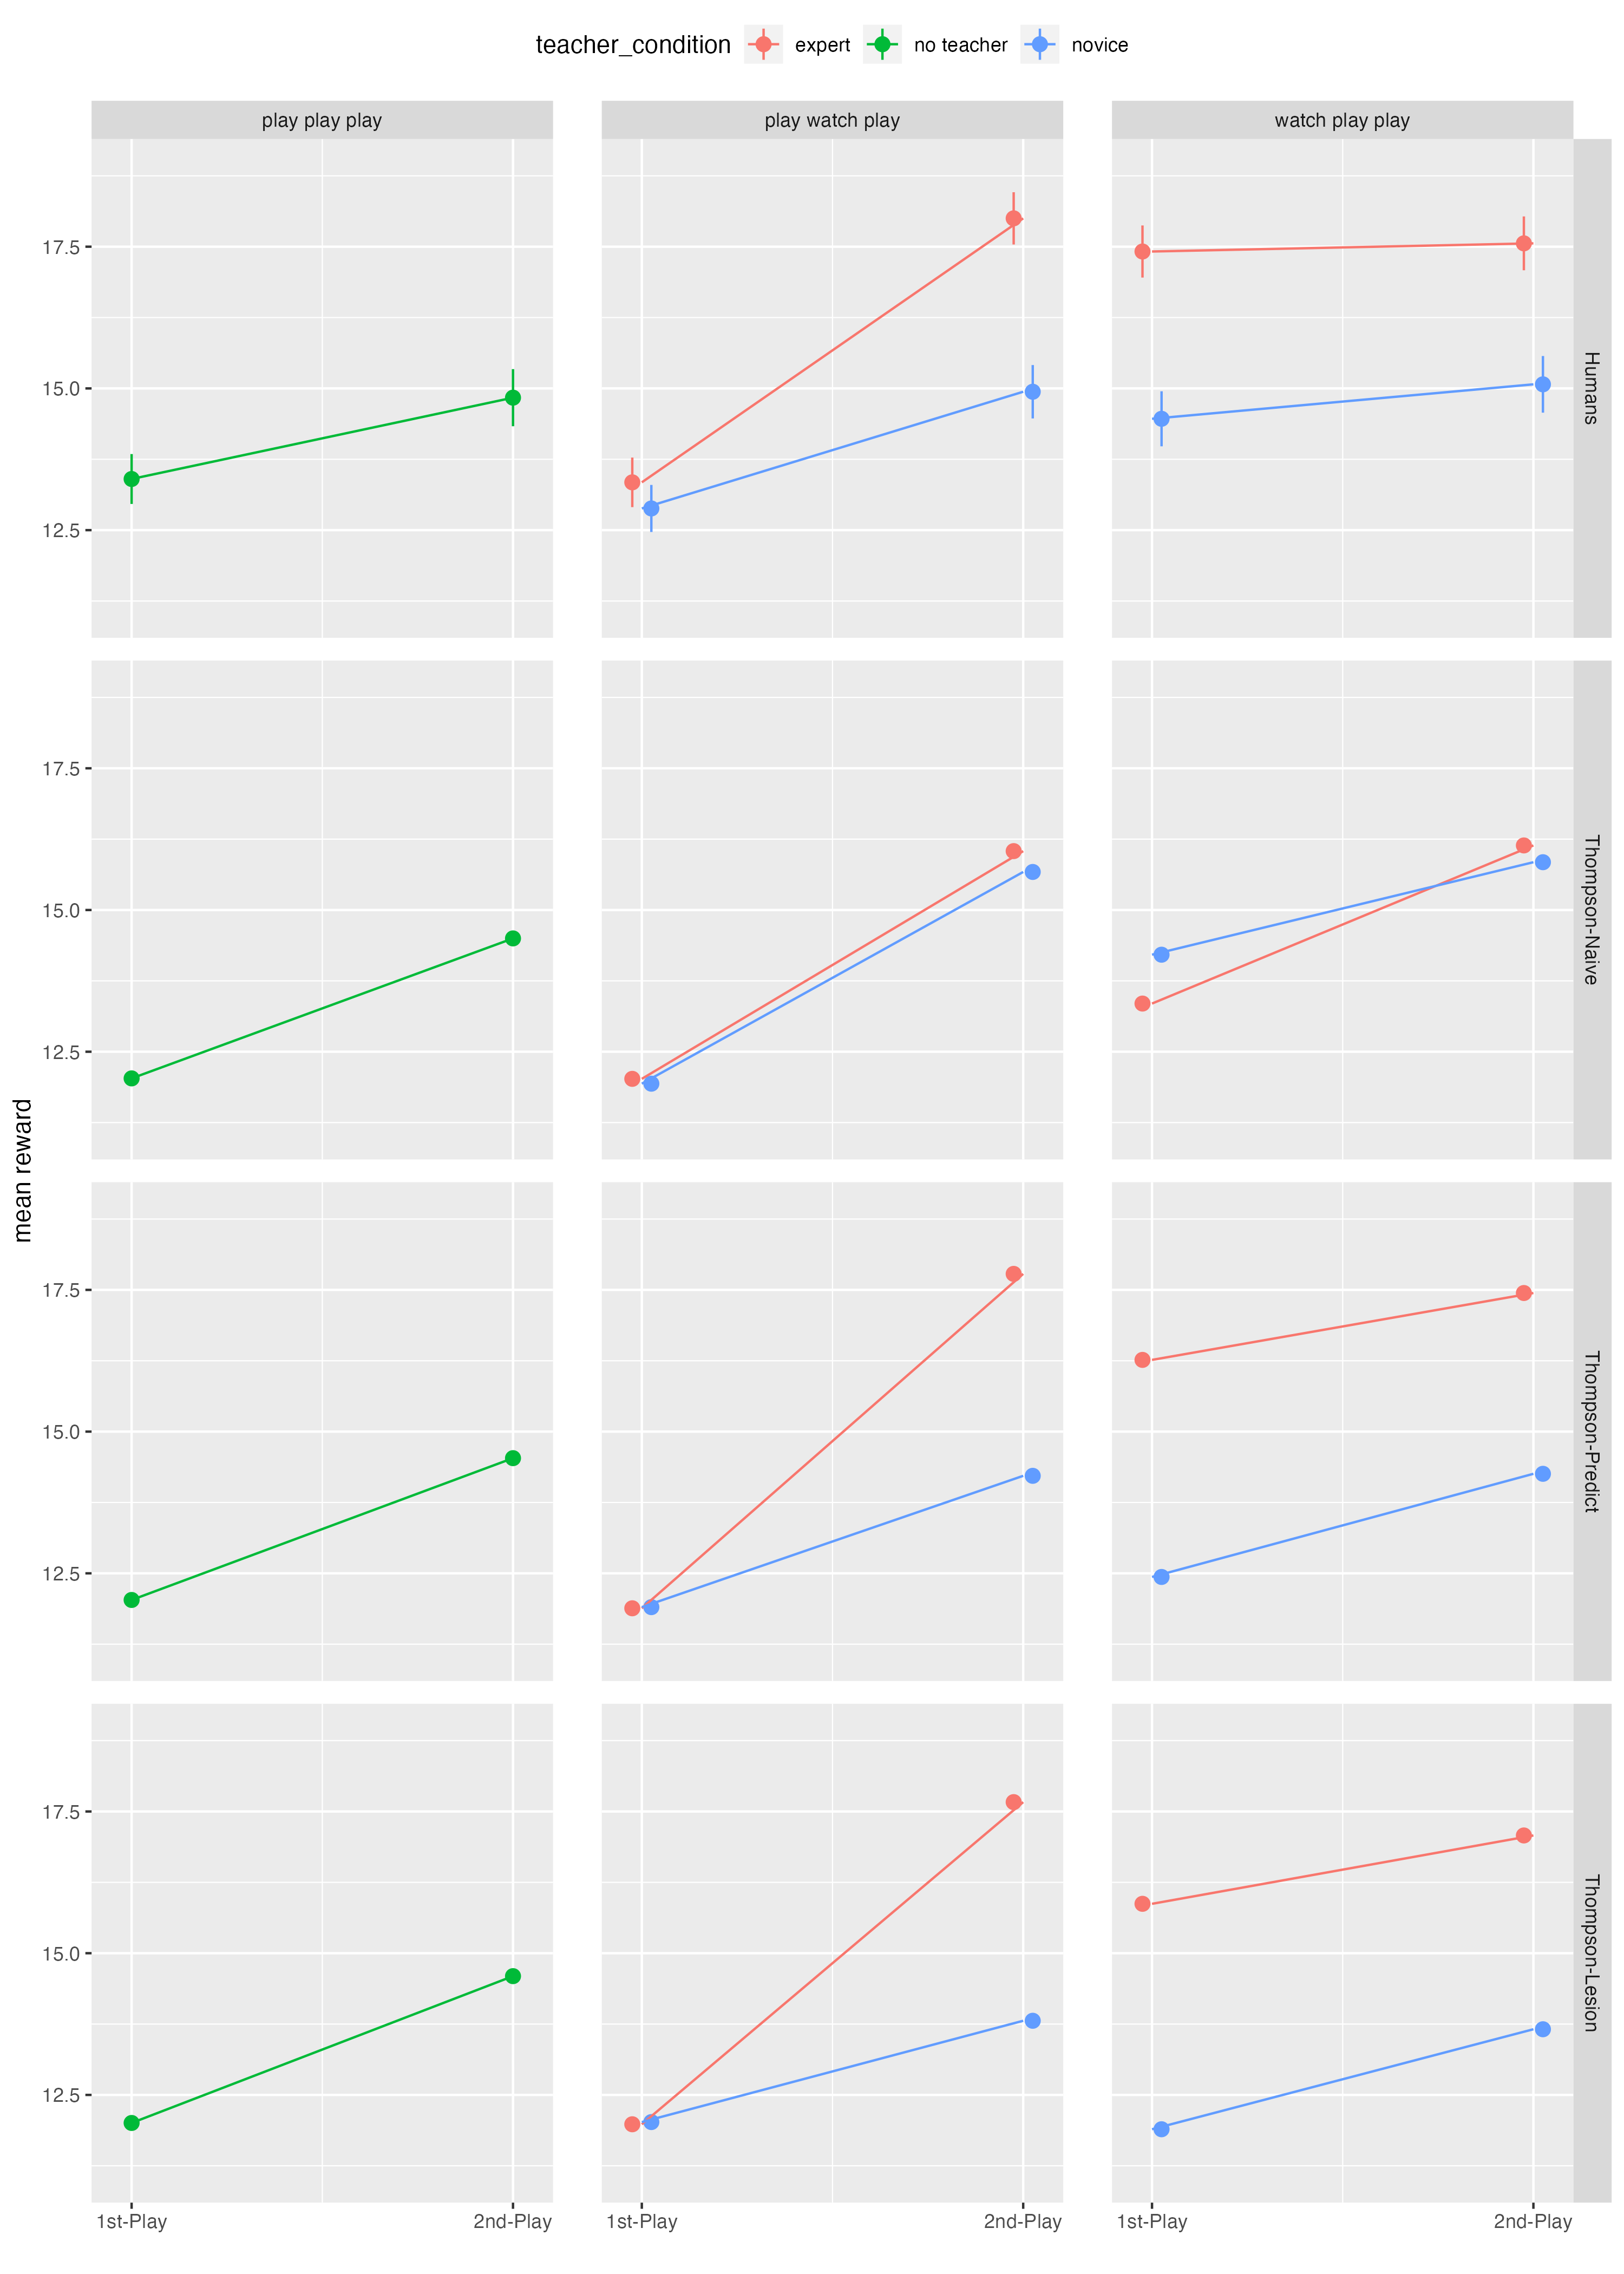 teacher_condition expert no teacher novice
play play play
play watch play
watch play play
17.5
15.0
12.5
Humans
17.5
15.0
12.5
Thompson-Naive
mean reward
17.5
15.0
12.5
Thompson-Predict
17.5
15.0
12.5
Thompson-Lesion
1st-Play 2nd-Play
1st-Play 2nd-Play
1st-Play 2nd-Play